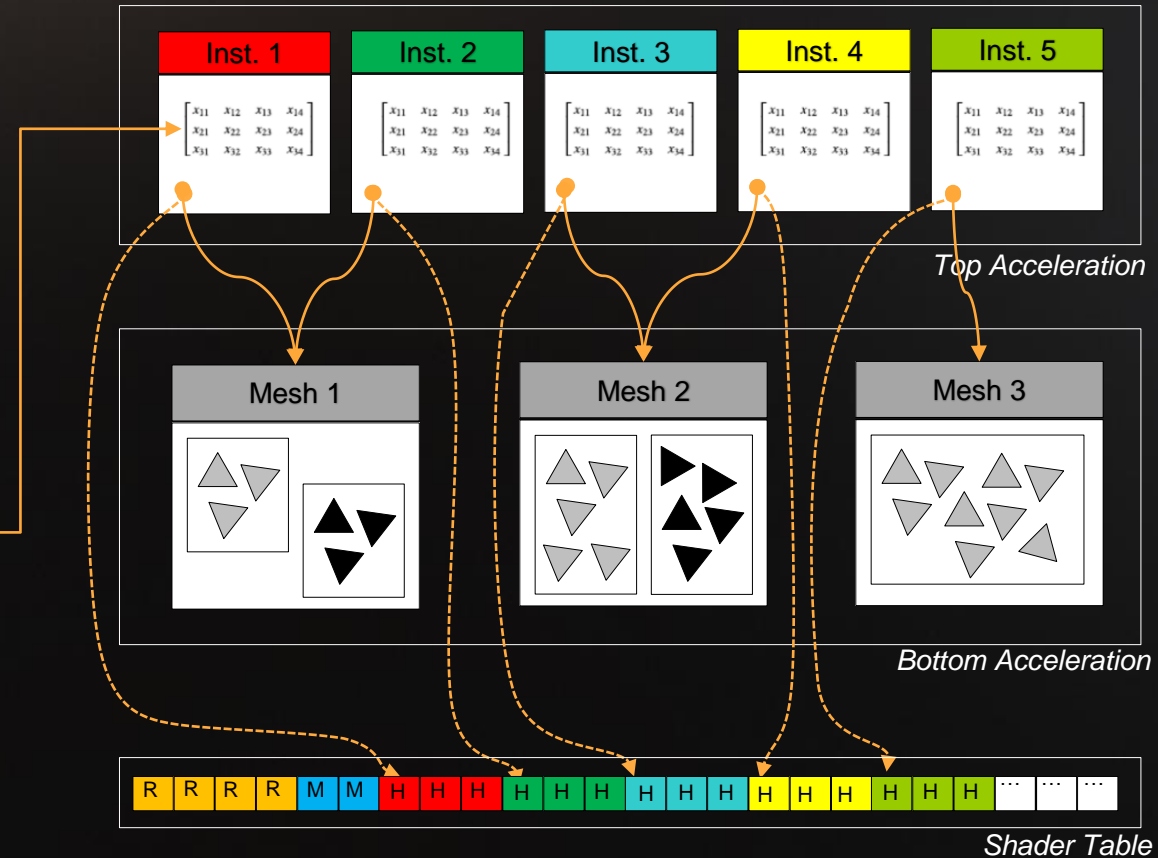 Inst. 1 Inst. 2 Inst. 3 Inst. 4 Inst. 5
x11 x12 x13 x14 x11 x12 x13 x14 x11 x12 x13 x14 x11 x12 x13 x14 x11 x12 x13 x14
x21 x22 x23 x24 x21 x22 x23 x24 x21 x22 x23 x24 x21 x22 x23 x24 x21 x22 x23 x24
x31 x32 x33 x34 x31 x32 x33 x34 x31 x32 x33 x34 x31 x32 x33 x34 x31 x32 x33 x34
Top Acceleration
Mesh 1 Mesh 2 Mesh 3
Bottom Acceleration
R R R R M M H H H H H H H H H H H H H H H ... ... ...
Shader Table